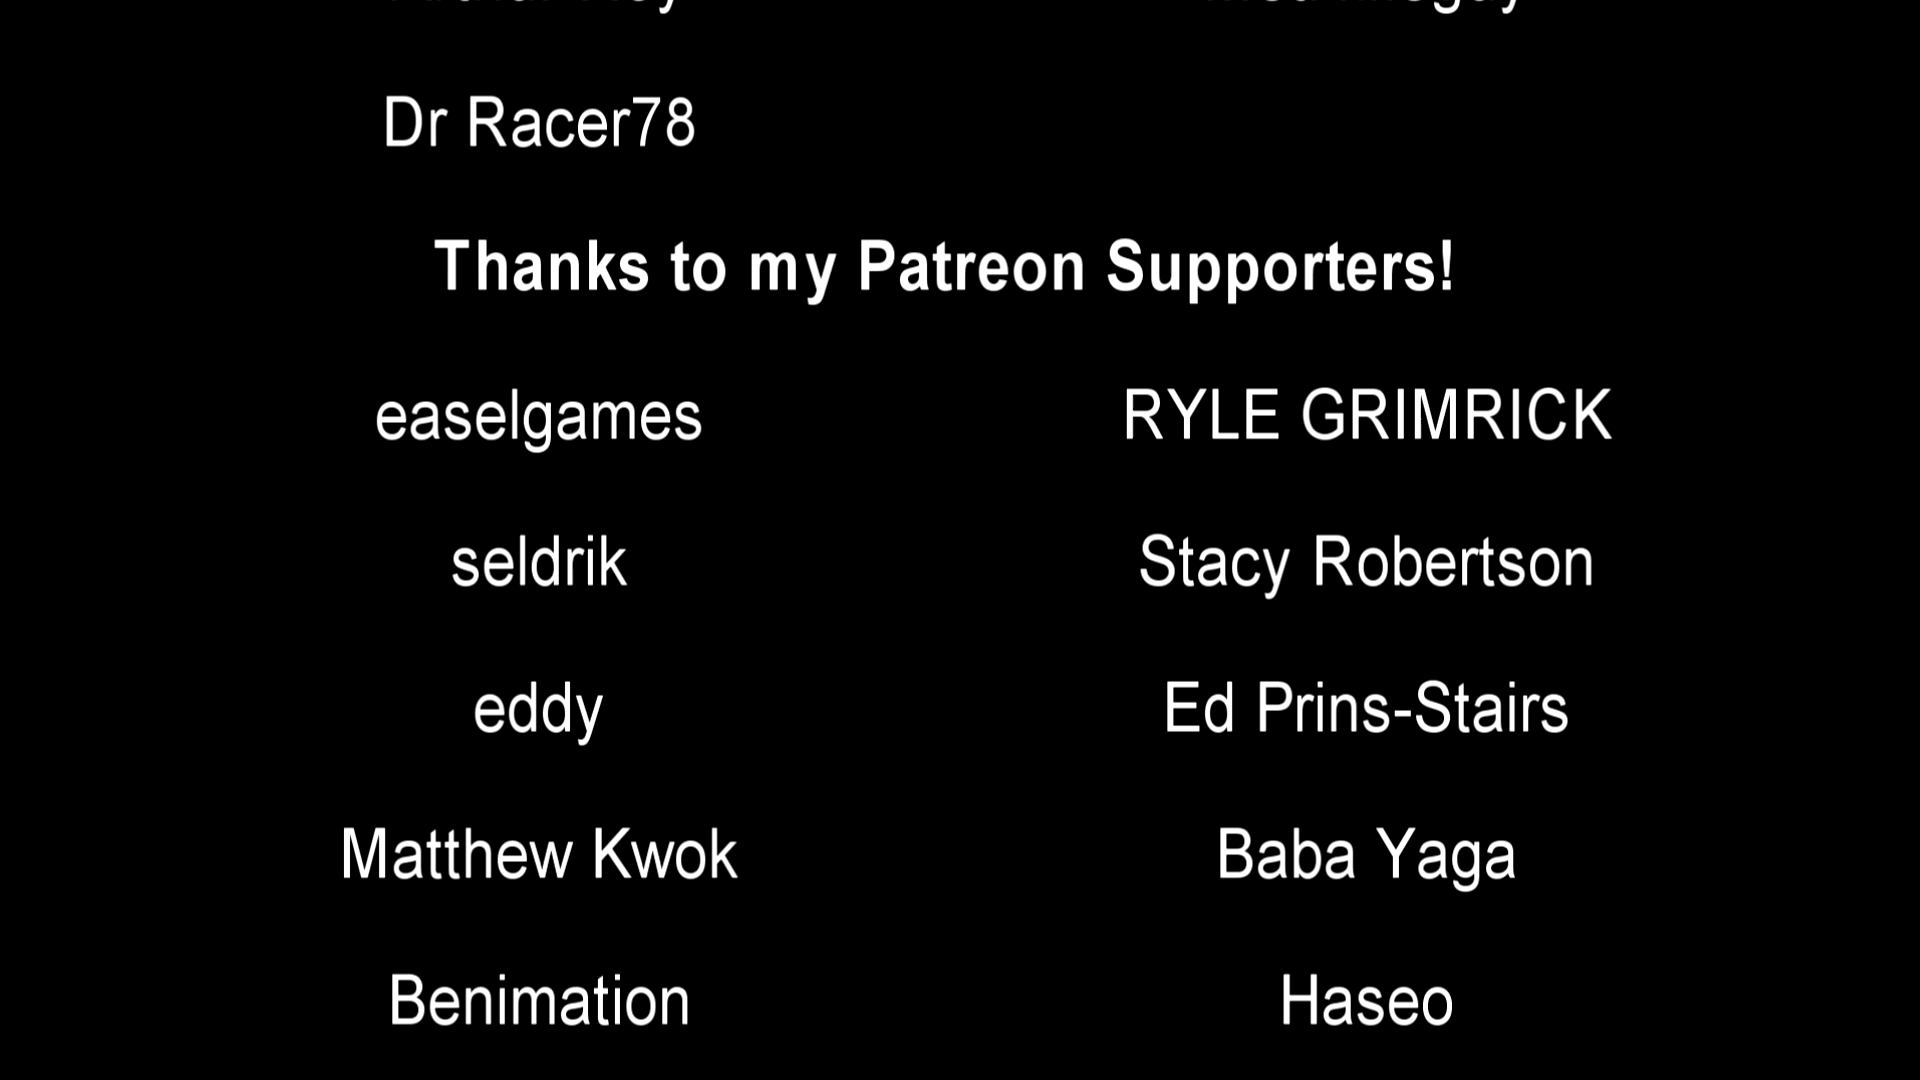 Dr Racer78
Thanks to my Patreon Supporters!
easelgames RYLE GRIMRICK
seldrik Stacy Robertson
eddy Ed Prins-Stairs
Matthew Kwok Baba Yaga
Benimation Haseo